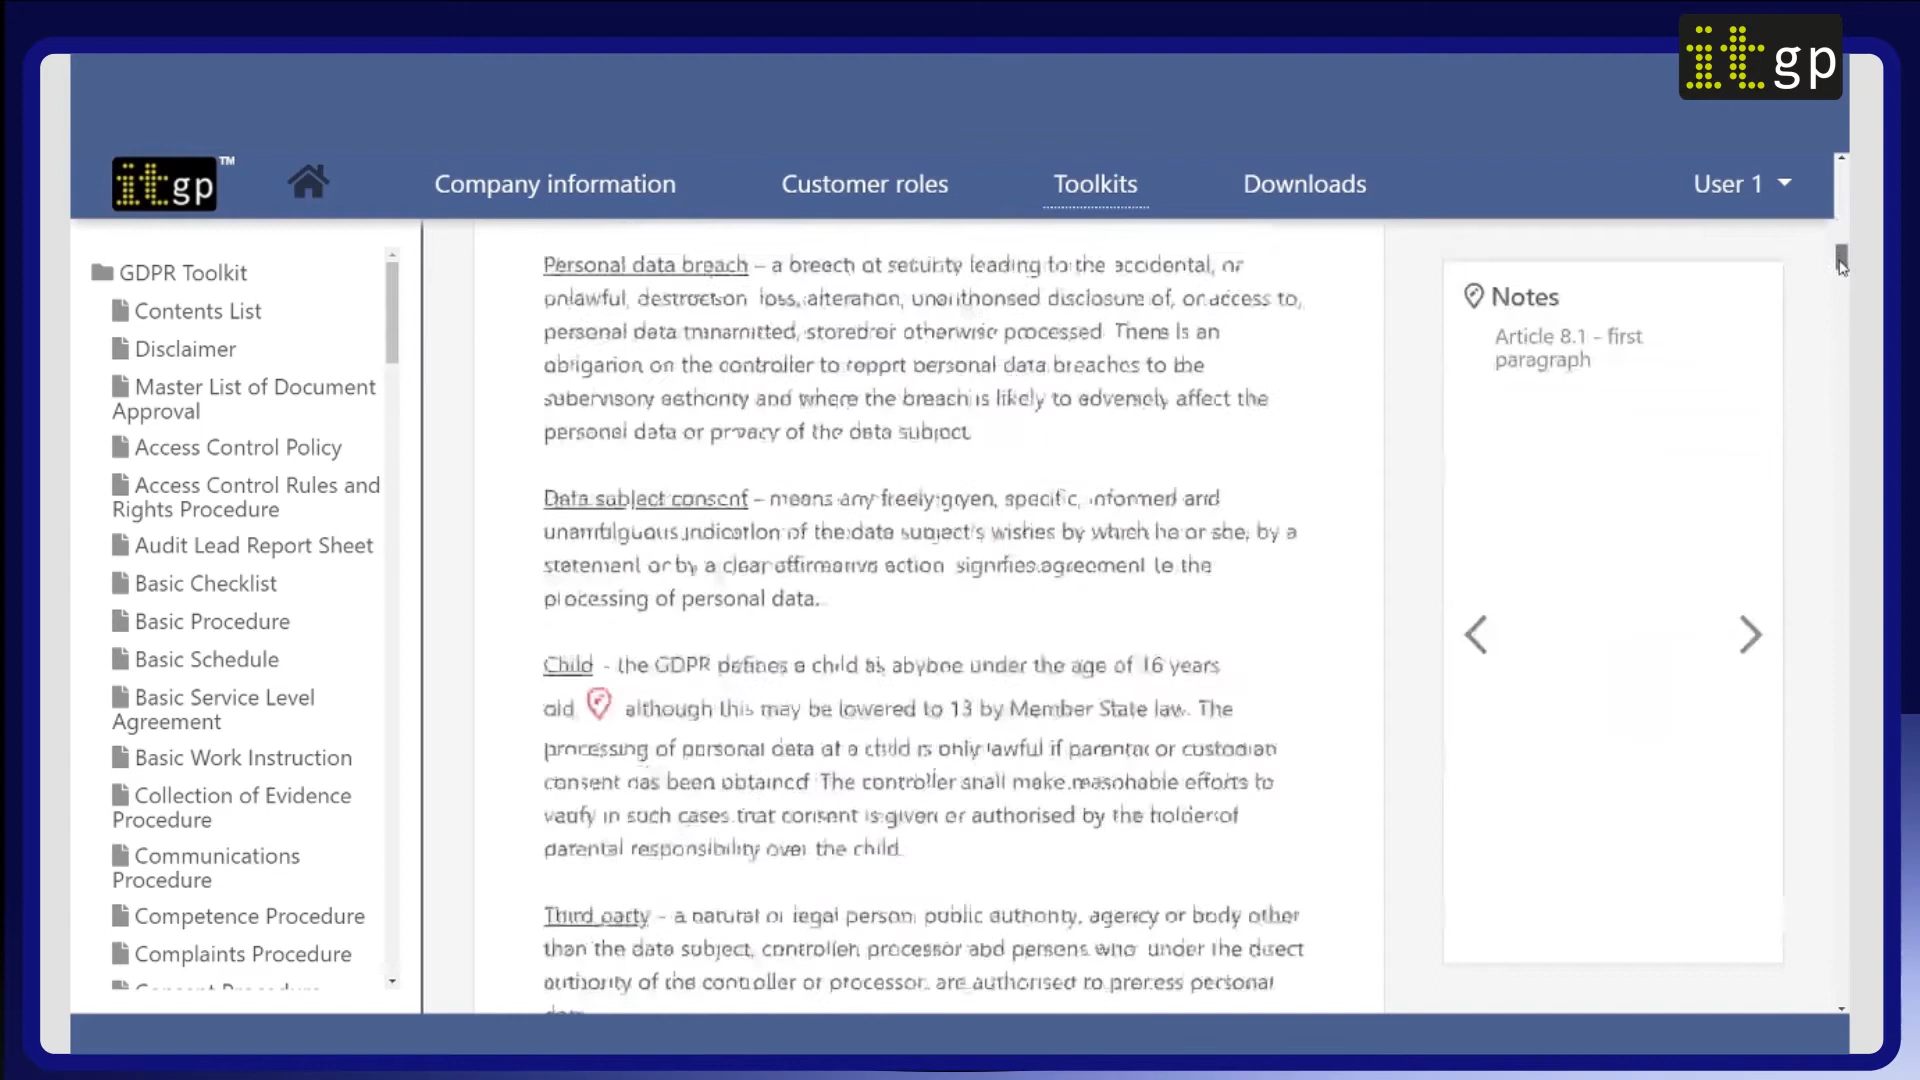 itgp
itgp™
Company information
Customer roles
Toolkits
Downloads
User 1
GDPR Toolkit
Contents List
Disclaimer
Master List of Document
Approval
Access Control Policy
Access Control Rules and
Rights Procedure
Audit Lead Report Sheet
Basic Checklist
Basic Procedure
Basic Schedule
Basic Service Level
Agreement
Basic Work Instruction
Collection of Evidence
Procedure
Communications
Procedure
Competence Procedure
Complaints Procedure
Consent Procedure
Personal data breach – a breach of security leading to the accidental, or
unlawful, destruction, loss, alteration, unauthorised disclosure of, or access to,
personal data transmitted, stored or otherwise processed. There is an
obligation on the controller to report personal data breaches to the
supervisory authority and where the breach is likely to adversely affect the
personal data or privacy of the data subject.
Data subject consent – means any freely given, specific, informed and
unambiguous indication of the data subject's wishes by which he or she, by a
statement or by a clear affirmative action, signifies agreement to the
processing of personal data.
Child - the GDPR defines a child as anyone under the age of 16 years
old although this may be lowered to 13 by Member State law. The
processing of personal data of a child is only lawful if parental or custodian
consent has been obtained. The controller shall make reasonable efforts to
verify in such cases that consent is given or authorised by the holder of
parental responsibility over the child.
Third party – a natural or legal person, public authority, agency or body other
than the data subject, controller, processor and persons who, under the direct
authority of the controller or processor, are authorised to process personal
data.
Notes
Article 8.1 - first
paragraph